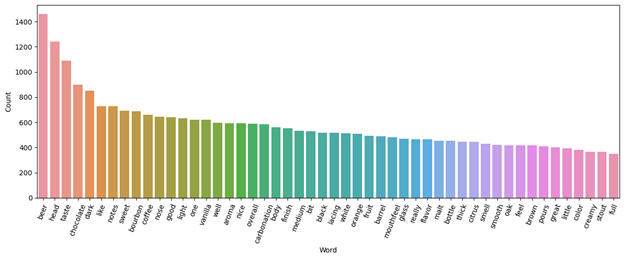 1400
1200
1000
800
600
400
200
0
Count
beer head taste chocolate dark like notes sweet bourbon coffee nose good light one vanilla well aroma nice overall carbonation body finish medium bit black lacing white orange fruit barrel mouthfeel glass really flavor malt bottle thick citrus smell smooth oak feel brown pours great little color creamy stout full
Word